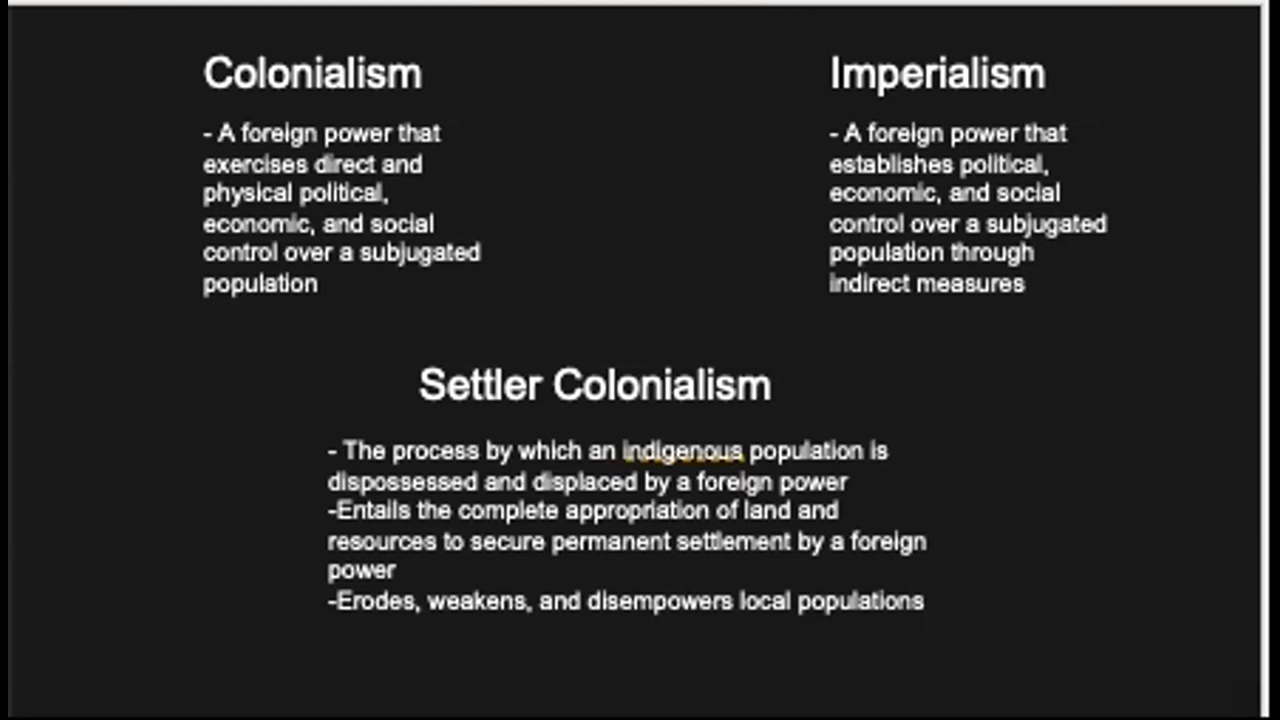 Colonialism
- A foreign power that
exercises direct and
physical political,
economic, and social
control over a subjugated
population
Imperialism
- A foreign power that
establishes political,
economic, and social
control over a subjugated
population through
indirect measures
Settler Colonialism
- The process by which an indigenous population is
dispossessed and displaced by a foreign power
-Entails the complete appropriation of land and
resources to secure permanent settlement by a foreign
power
-Erodes, weakens, and disempowers local populations